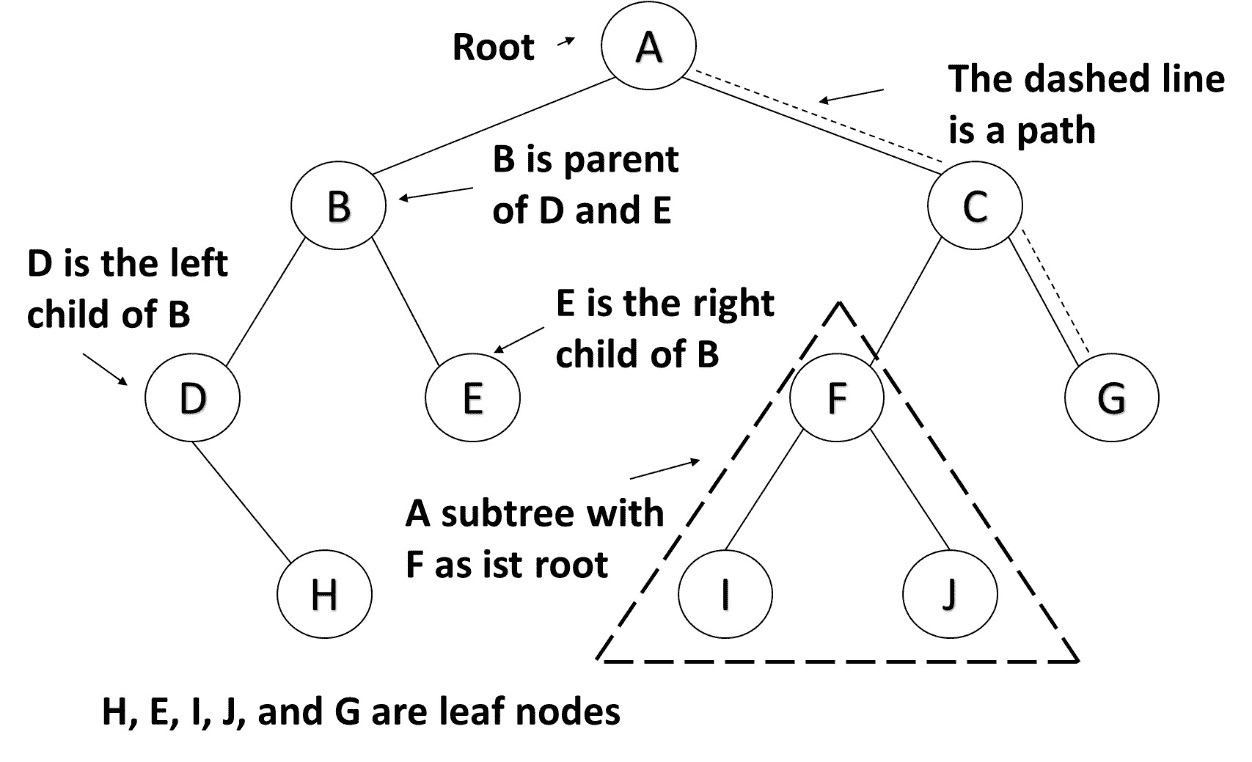 Root
A
The dashed line
is a path
B is parent
of D and E
B
C
D is the left
child of B
E is the right
child of B
D
E
F
G
A subtree with
F as ist root
H
I
J
H, E, I, J, and G are leaf nodes